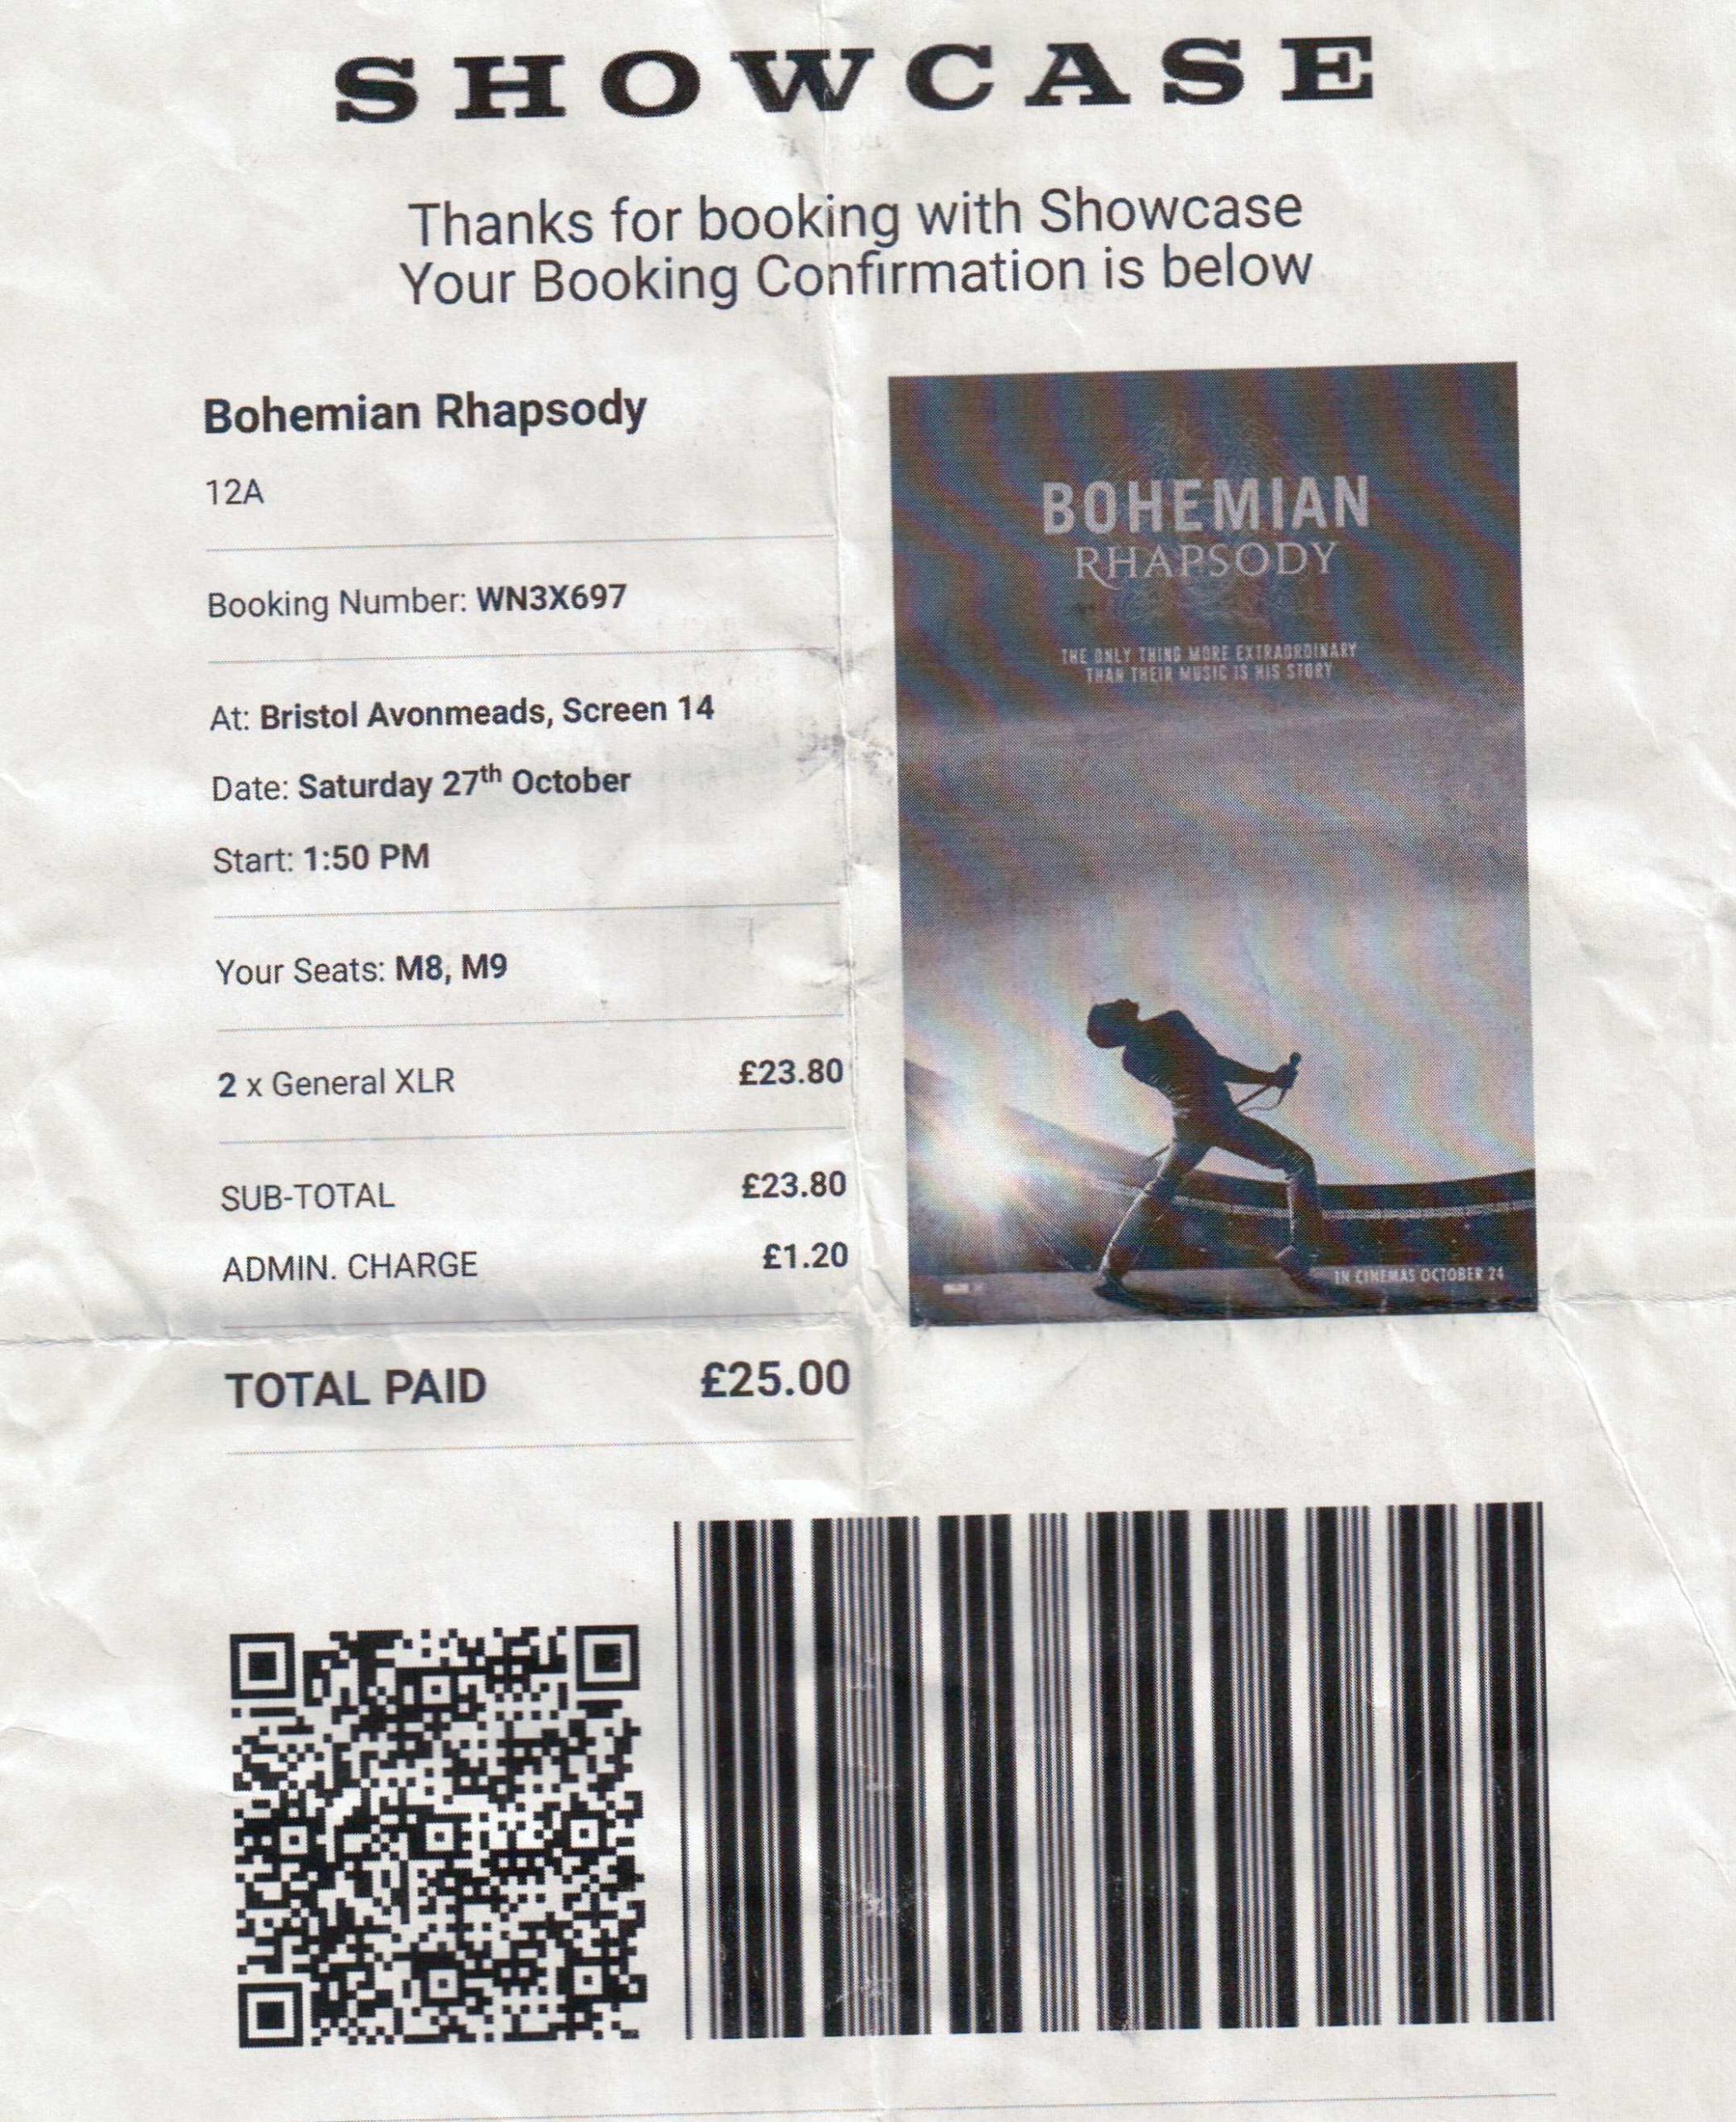 SHOWCASE
Thanks for booking with Showcase
Your Booking Confirmation is below
Bohemian Rhapsody
12A
Booking Number: WN3X697
At: Bristol Avonmeads, Screen 14
Date: Saturday 27th October
Start: 1:50 PM
Your Seats: M8, M9
2 x General XLR £23.80
SUB-TOTAL £23.80
ADMIN. CHARGE £1.20
TOTAL PAID £25.00
BOHEMIAN
RHAPSODY
THE ONLY THING MORE EXTRAORDINARY
THAN THEIR MUSIC IS HIS STORY
IN CINEMAS OCTOBER 24